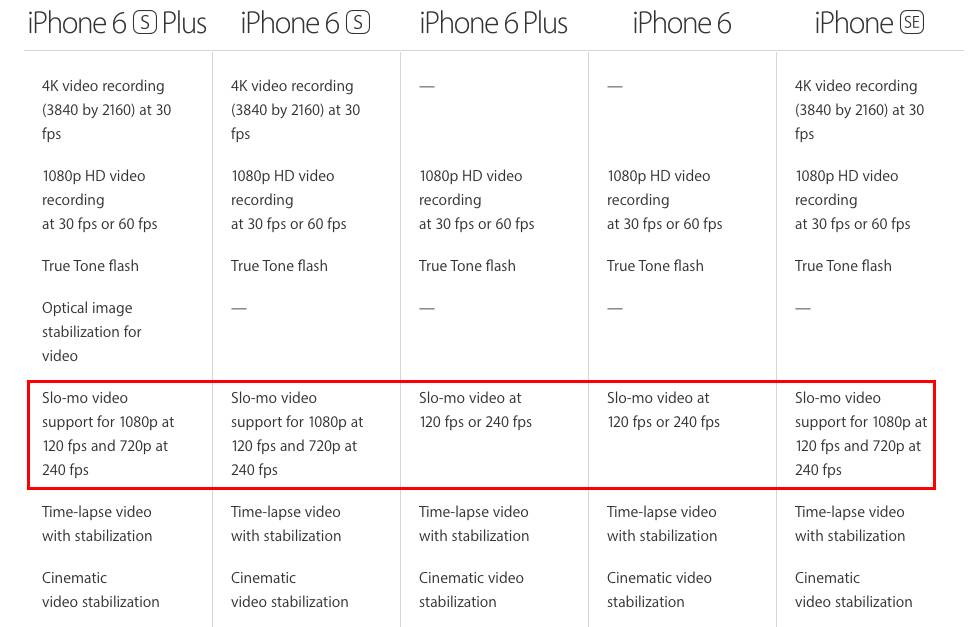 iPhone 6 S Plus
iPhone 6 S
iPhone 6 Plus
iPhone 6
iPhone SE
4K video recording
(3840 by 2160) at 30
fps
4K video recording
(3840 by 2160) at 30
fps
—
—
4K video recording
(3840 by 2160) at 30
fps
1080p HD video
recording
at 30 fps or 60 fps
1080p HD video
recording
at 30 fps or 60 fps
1080p HD video
recording
at 30 fps or 60 fps
1080p HD video
recording
at 30 fps or 60 fps
1080p HD video
recording
at 30 fps or 60 fps
True Tone flash
True Tone flash
True Tone flash
True Tone flash
True Tone flash
Optical image
stabilization for
video
—
—
—
—
Slo-mo video
support for 1080p at
120 fps and 720p at
240 fps
Slo-mo video
support for 1080p at
120 fps and 720p at
240 fps
Slo-mo video at
120 fps or 240 fps
Slo-mo video at
120 fps or 240 fps
Slo-mo video
support for 1080p at
120 fps and 720p at
240 fps
Time-lapse video
with stabilization
Time-lapse video
with stabilization
Time-lapse video
with stabilization
Time-lapse video
with stabilization
Time-lapse video
with stabilization
Cinematic
video stabilization
Cinematic
video stabilization
Cinematic video
stabilization
Cinematic video
stabilization
Cinematic
video stabilization